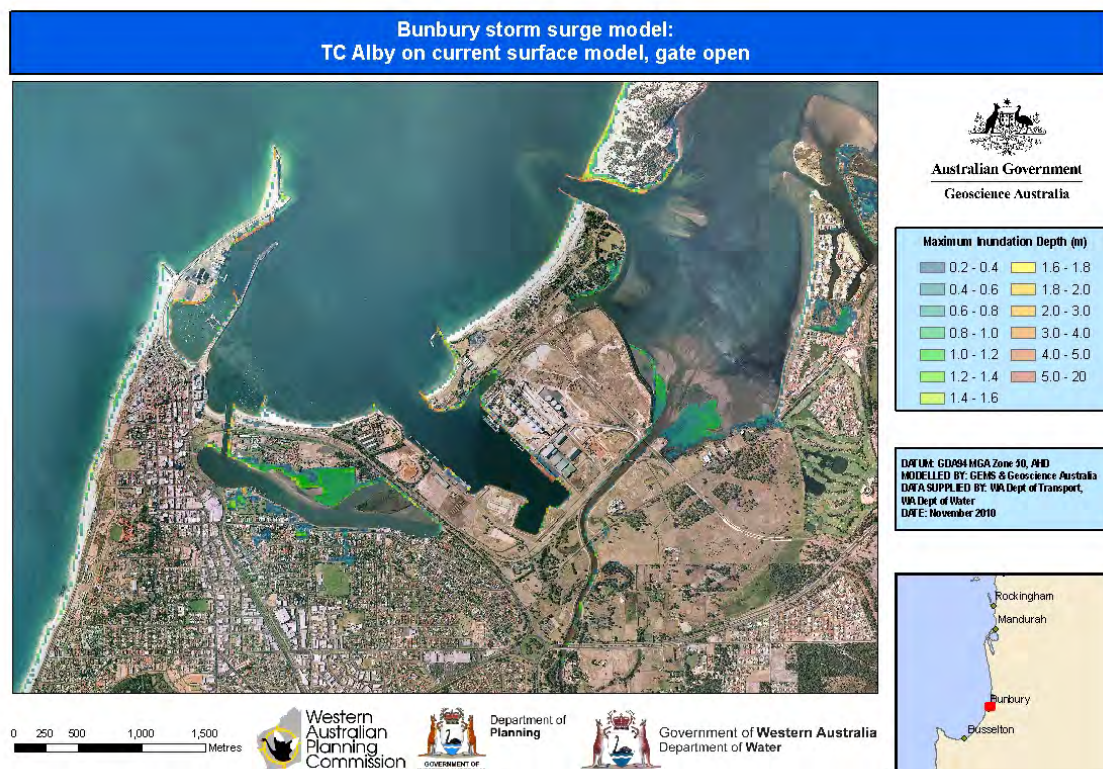 Bunbury storm surge model:
TC Alby on current surface model, gate open
Australian Government
Geoscience Australia
Maximum Inundation Depth (m)
0.2 - 0.4
0.4 - 0.6
0.6 - 0.8
0.8 - 1.0
1.0 - 1.2
1.2 - 1.4
1.4 - 1.6
1.6 - 1.8
1.8 - 2.0
2.0 - 3.0
3.0 - 4.0
4.0 - 5.0
5.0 - 20
DATUM: GDA94 MGA Zone 50, AHD
MODELLED BY: GEMS & Geoscience Australia
DATA SUPPLIED BY: WA Dept of Transport,
WA Dept of Water
DATE: November 2010
Rockingham
Mandurah
Bunbury
Busselton
0 250 500 1,000 1,500
Metres
Western
Australian
Planning
Commission
GOVERNMENT OF
Department of
Planning
Government of Western Australia
Department of Water